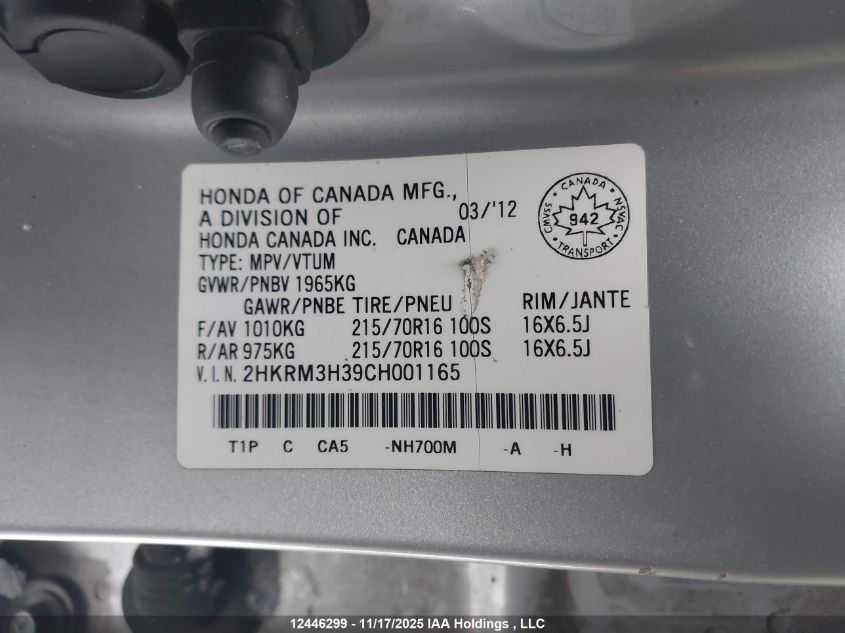 HONDA OF CANADA MFG.,
A DIVISION OF 03/'12
HONDA CANADA INC. CANADA
TYPE: MPV/VTUM
GVWR/PNBV 1965KG
GAWR/PNBE TIRE/PNEU RIM/JANTE
F/AV 1010KG 215/70R16 100S 16X6.5J
R/AR 975KG 215/70R16 100S 16X6.5J
V.I.N. 2HKRM3H39CH001165
T1P C CA5 -NH700M -A -H
CANADA
CMVSS 942 NSVAC
TRANSPORT
12446299 - 11/17/2025 IAA Holdings , LLC